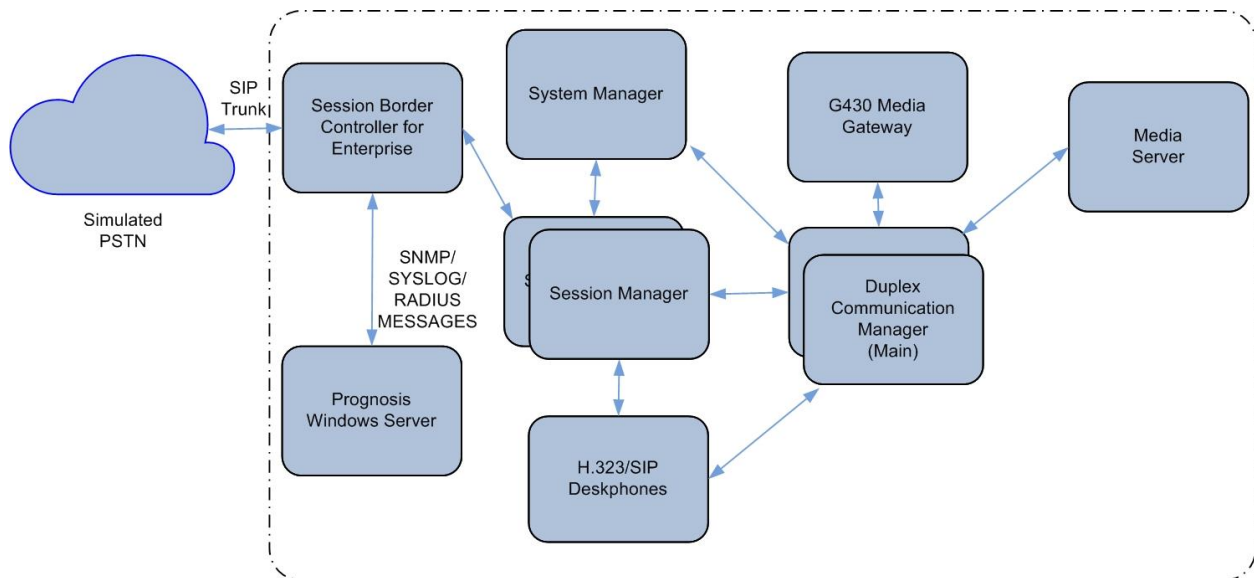 SIP
Trunk
Simulated
PSTN
Session Border
Controller for
Enterprise
SNMP/
SYSLOG/
RADIUS
MESSAGES
Prognosis
Windows Server
System Manager
S
Session Manager
H.323/SIP
Deskphones
G430 Media
Gateway
Duplex
Communication
Manager
(Main)
Media
Server